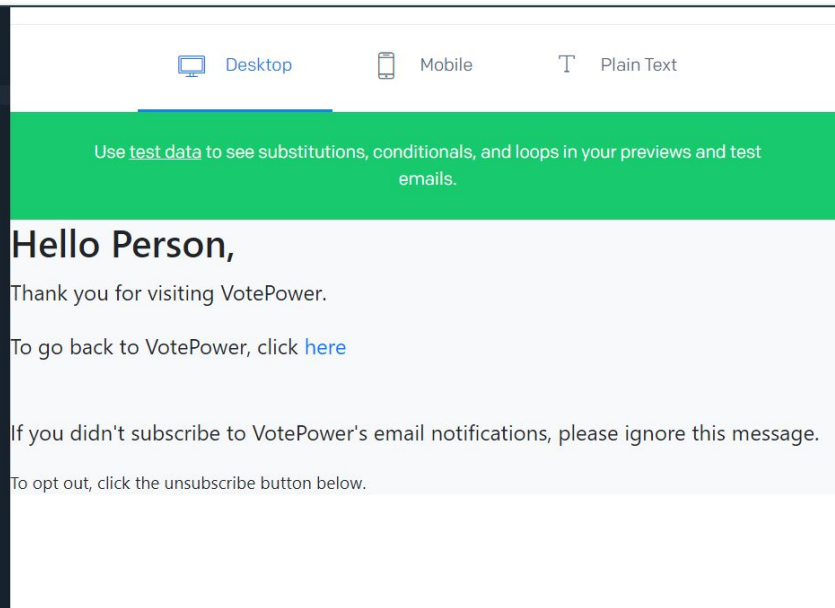 Desktop Mobile Plain Text
Use test data to see substitutions, conditionals, and loops in your previews and test
emails.
Hello Person,
Thank you for visiting VotePower.
To go back to VotePower, click here
If you didn't subscribe to VotePower's email notifications, please ignore this message.
To opt out, click the unsubscribe button below.